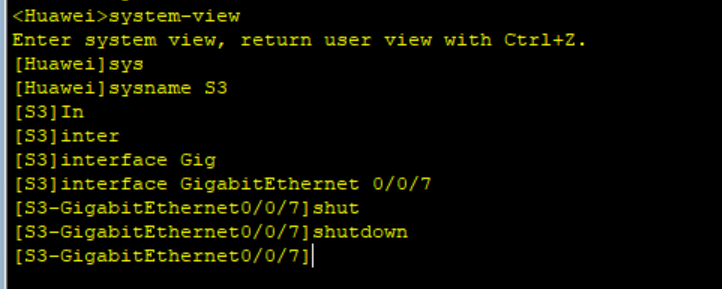 <Huawei>system-view
Enter system view, return user view with Ctrl+Z.
[Huawei]sys
[Huawei]sysname S3
[S3]In
[S3]inter
[S3]interface Gig
[S3]interface GigabitEthernet 0/0/7
[S3-GigabitEthernet0/0/7]shut
[S3-GigabitEthernet0/0/7]shutdown
[S3-GigabitEthernet0/0/7]